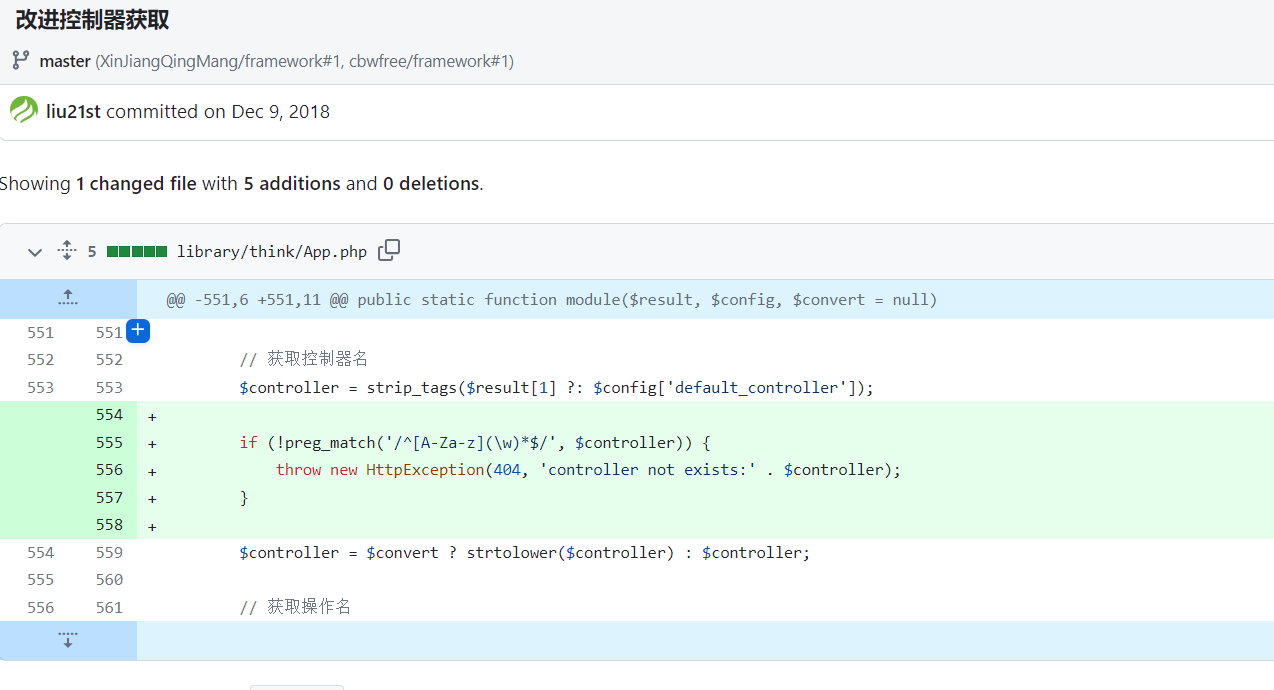 改进控制器获取
master (XinJiangQingMang/framework#1, cbwfree/framework#1)
liu21st committed on Dec 9, 2018
Showing 1 changed file with 5 additions and 0 deletions.
5 library/think/App.php
@@ -551,6 +551,11 @@ public static function module($result, $config, $convert = null)
551 551 +
552 552 // 获取控制器名
553 553 $controller = strip_tags($result[1] ?: $config['default_controller']);
554 +
555 + if (!preg_match('/^[A-Za-z](\w)*$/', $controller)) {
556 + throw new HttpException(404, 'controller not exists:' . $controller);
557 + }
558 +
554 559 $controller = $convert ? strtolower($controller) : $controller;
555 560
556 561 // 获取操作名